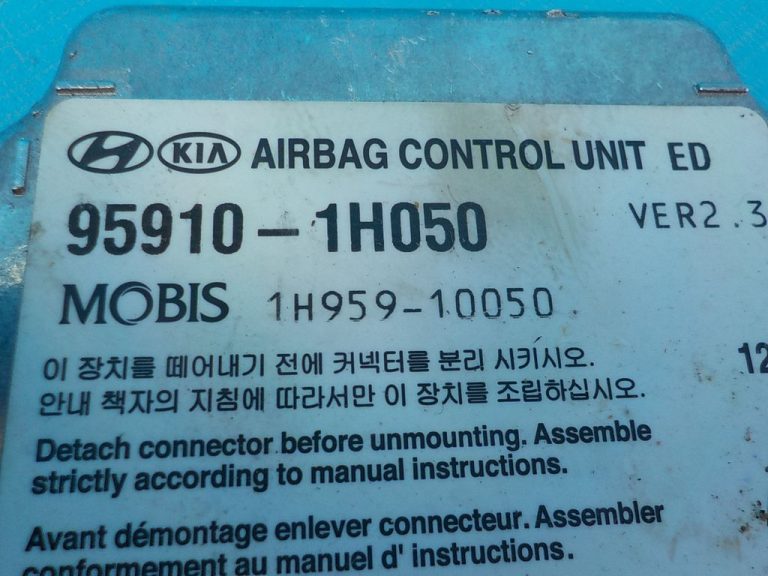 KIA AIRBAG CONTROL UNIT ED
95910-1H050 VER2.3
MOBIS 1H959-10050
이 장치를 떼어내기 전에 커넥터를 분리 시키시오. 12
안내 책자의 지침에 따라서만 이 장치를 조립하십시오.
Detach connector before unmounting. Assemble
strictly according to manual instructions.
Avant démontage enlever connecteur. Assembler
conformement au manuel d' instructions.